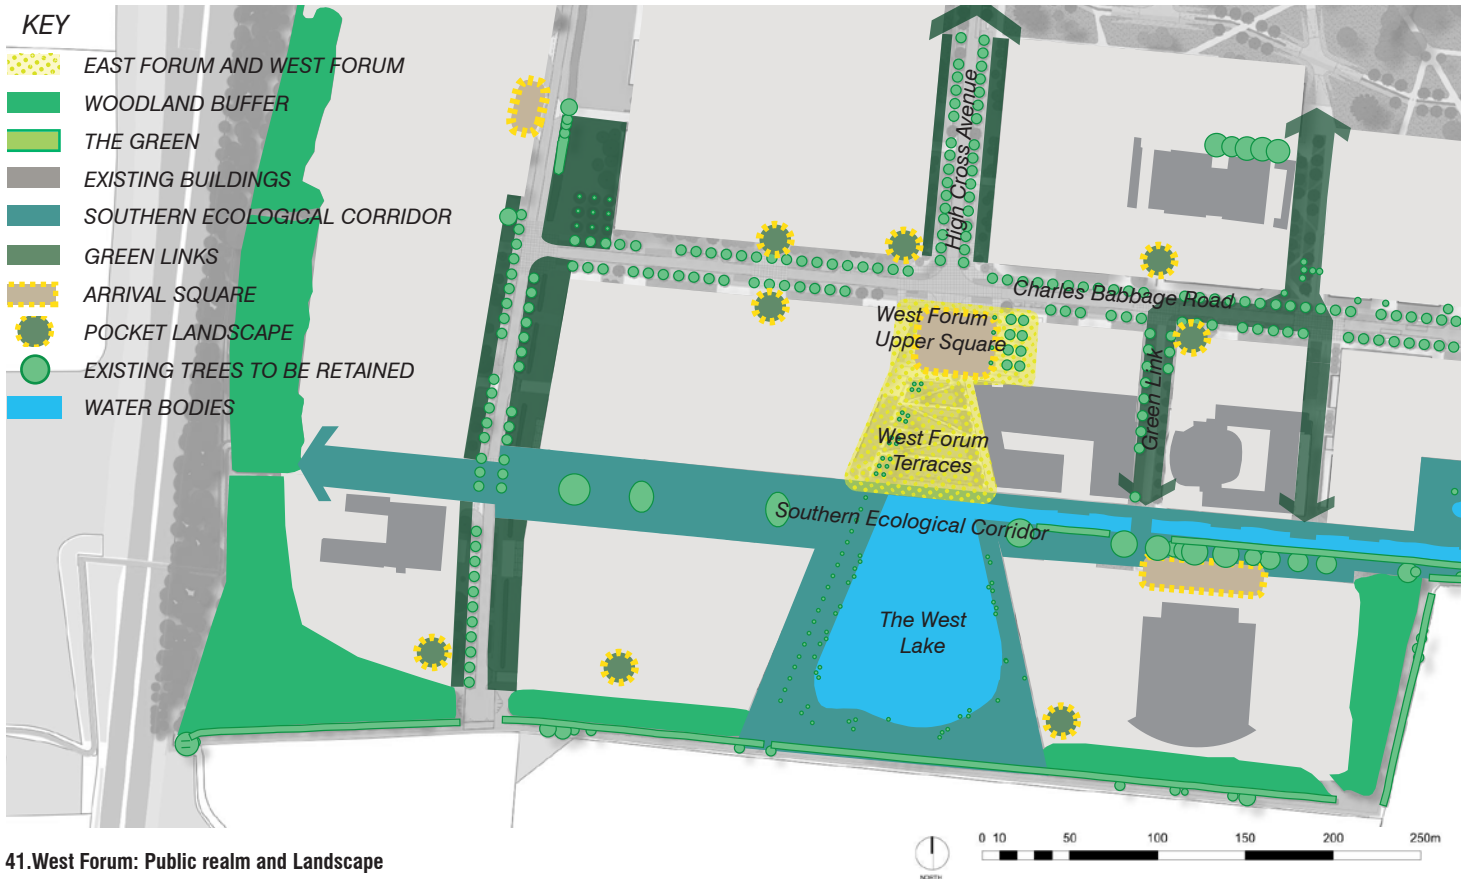 KEY
EAST FORUM AND WEST FORUM
WOODLAND BUFFER
THE GREEN
EXISTING BUILDINGS
SOUTHERN ECOLOGICAL CORRIDOR
GREEN LINKS
ARRIVAL SQUARE
POCKET LANDSCAPE
EXISTING TREES TO BE RETAINED
WATER BODIES
High Cross Avenue
Charles Babbage Road
West Forum
Upper Square
Green Link
West Forum
Terraces
Southern Ecological Corridor
The West
Lake
41.West Forum: Public realm and Landscape
NORTH
0 10 50 100 150 200 250m